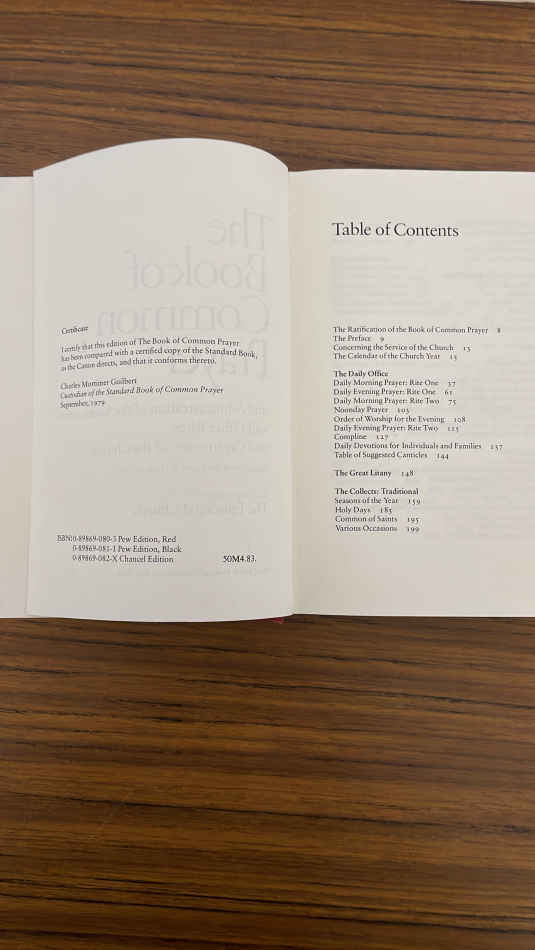 Certificate
I certify that this edition of The Book of Common Prayer
has been compared with a certified copy of the Standard Book,
as the Canon directs, and that it conforms thereto.
Charles Mortimer Guilbert
Custodian of the Standard Book of Common Prayer
September, 1979
ISBN: 0-89869-080-3 Pew Edition, Red
0-89869-081-1 Pew Edition, Black
0-89869-082-X Chancel Edition 50M4.83.
Table of Contents
The Ratification of the Book of Common Prayer 8
The Preface 9
Concerning the Service of the Church 13
The Calendar of the Church Year 15
The Daily Office
Daily Morning Prayer: Rite One 37
Daily Evening Prayer: Rite One 61
Daily Morning Prayer: Rite Two 75
Noonday Prayer 103
Order of Worship for the Evening 108
Daily Evening Prayer: Rite Two 115
Compline 127
Daily Devotions for Individuals and Families 137
Table of Suggested Canticles 144
The Great Litany 148
The Collects: Traditional
Seasons of the Year 159
Holy Days 185
Common of Saints 195
Various Occasions 199